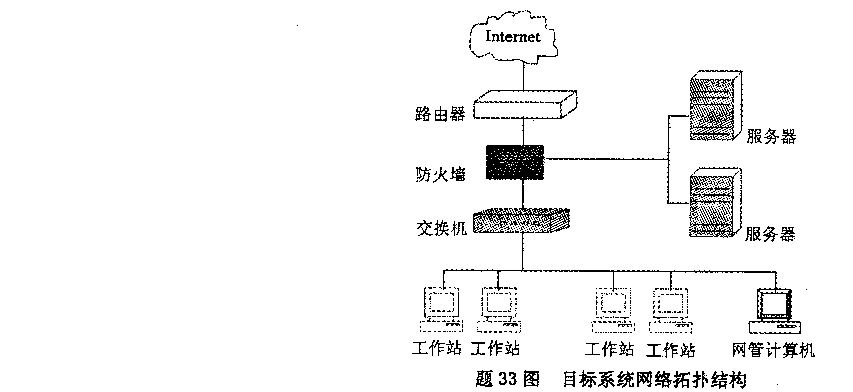 Internet
路由器
服务器
防火墙
交换机
服务器
工作站 工作站 工作站 工作站 网管计算机
题 33 图 目标系统网络拓扑结构